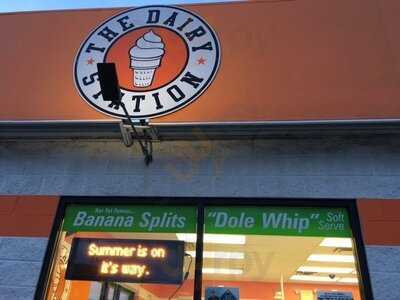 THE DAIRY
STATION
Banana Splits
"Dole Whip" Soft
Serve
Summer is on
it's way.